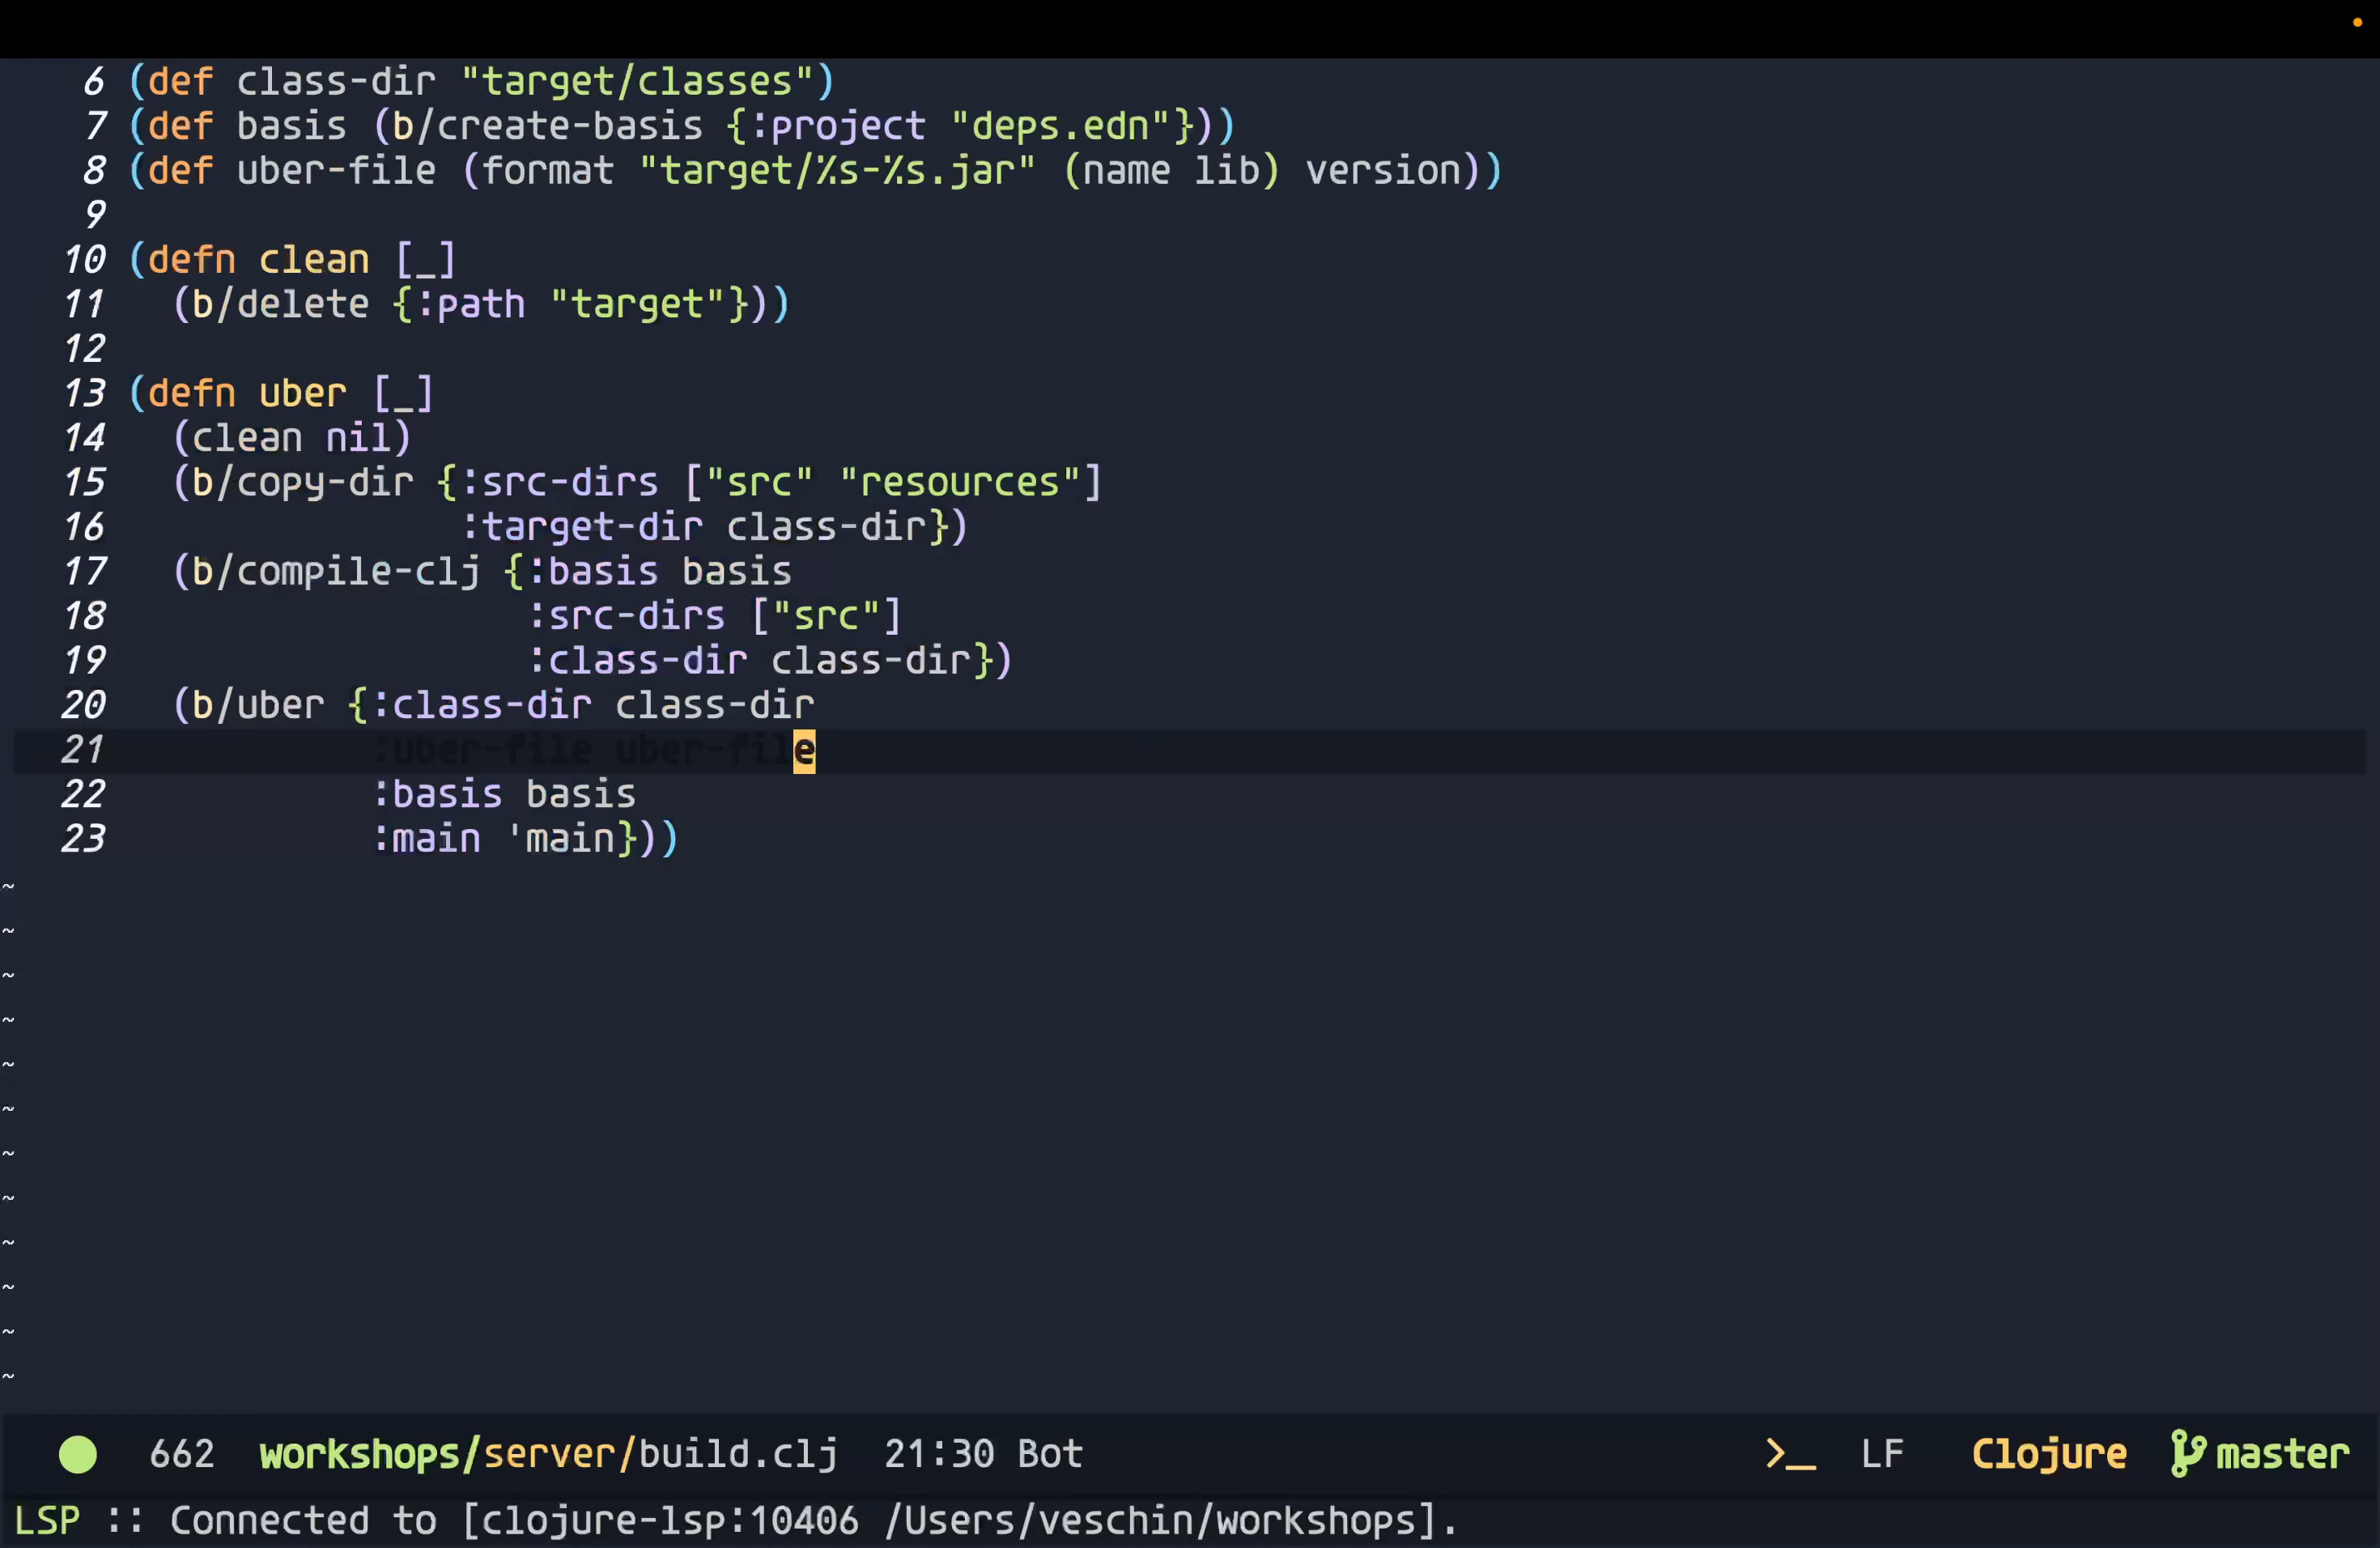 6 (def class-dir "target/classes")
7 (def basis (b/create-basis {:project "deps.edn"}))
8 (def uber-file (format "target/%s-%s.jar" (name lib) version))
9
10 (defn clean [_]
11   (b/delete {:path "target"}))
12
13 (defn uber [_]
14   (clean nil)
15   (b/copy-dir {:src-dirs ["src" "resources"]
16                :target-dir class-dir})
17   (b/compile-clj {:basis basis
18                   :src-dirs ["src"]
19                   :class-dir class-dir})
20   (b/uber {:class-dir class-dir
21            :uber-file uber-file
22            :basis basis
23            :main 'main}))
~
~
~
~
~
~
~
~
~
~
~
~
662 workshops/server/build.clj 21:30 Bot >_ LF Clojure master
LSP :: Connected to [clojure-lsp:10406 /Users/veschin/workshops].